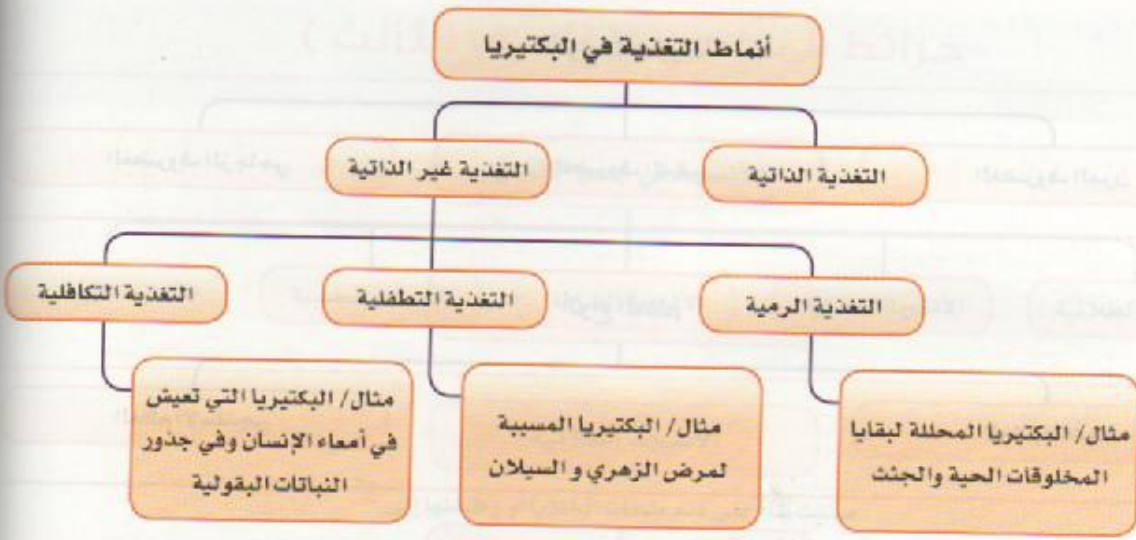 أنماط التغذية في البكتيريا
التغذية الذاتية
التغذية غير الذاتية
التغذية الرمية
التغذية التطفلية
التغذية التكافلية
مثال/ البكتيريا المحللة لبقايا
المخلوقات الحية والجثث
مثال/ البكتيريا المسببة
لمرض الزهري و السيلان
مثال/ البكتيريا التي تعيش
في أمعاء الإنسان وفي جذور
النباتات البقولية